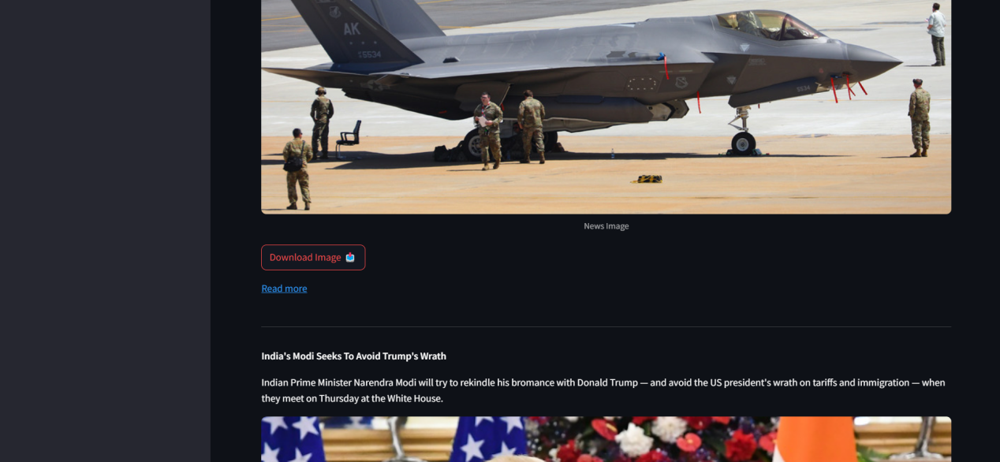 AK
5534
5534
News Image
Download Image
Read more
India's Modi Seeks To Avoid Trump's Wrath
Indian Prime Minister Narendra Modi will try to rekindle his bromance with Donald Trump — and avoid the US president's wrath on tariffs and immigration — when
they meet on Thursday at the White House.